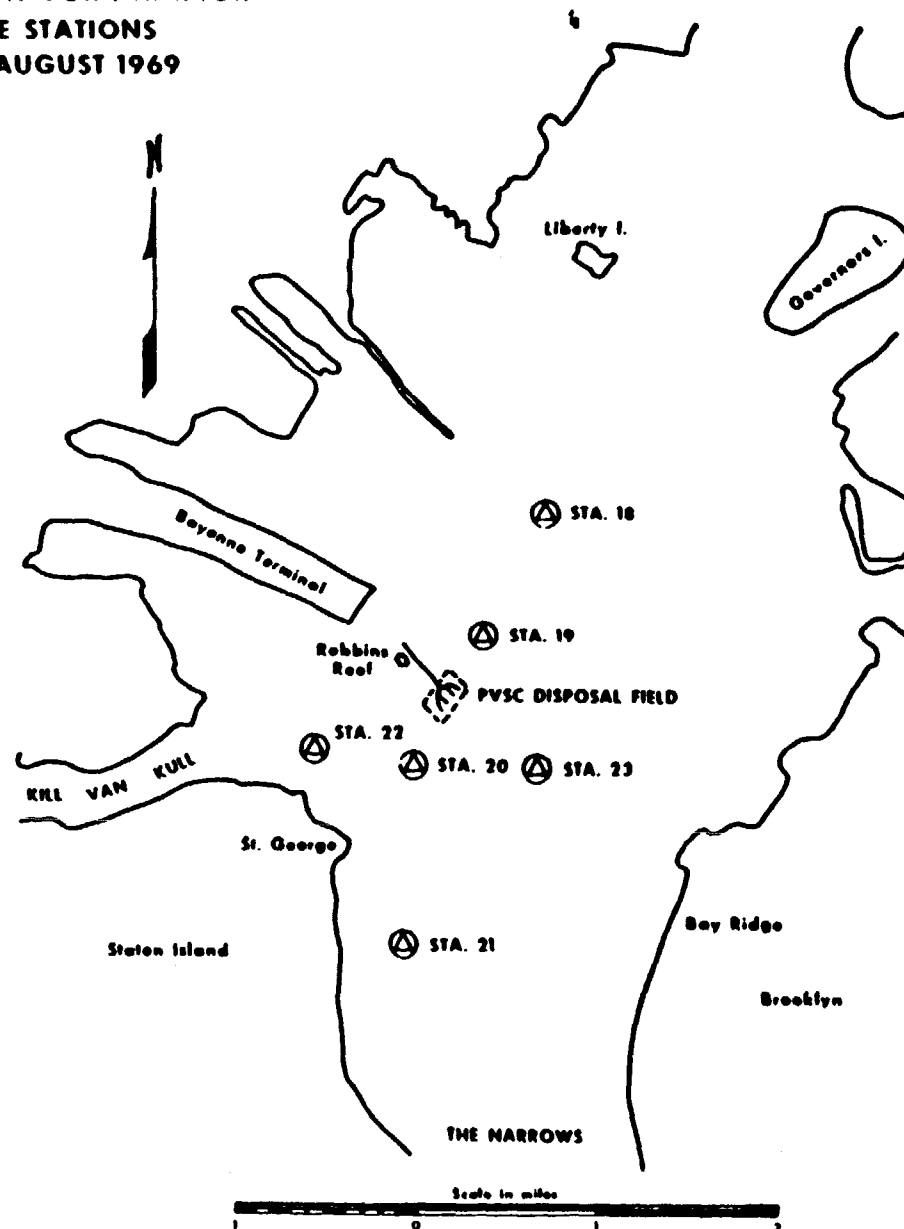 E STATIONS
AUGUST 1969
N
Liberty I.
Governors I.
Bayonne Terminal
STA. 18
STA. 19
Robbins
Reef
PVSC DISPOSAL FIELD
STA. 22
STA. 20
STA. 23
KILL VAN KULL
St. George
Staton Island
STA. 21
Bay Ridge
Brooklyn
THE NARROWS
Scale in miles
1 0 1 2